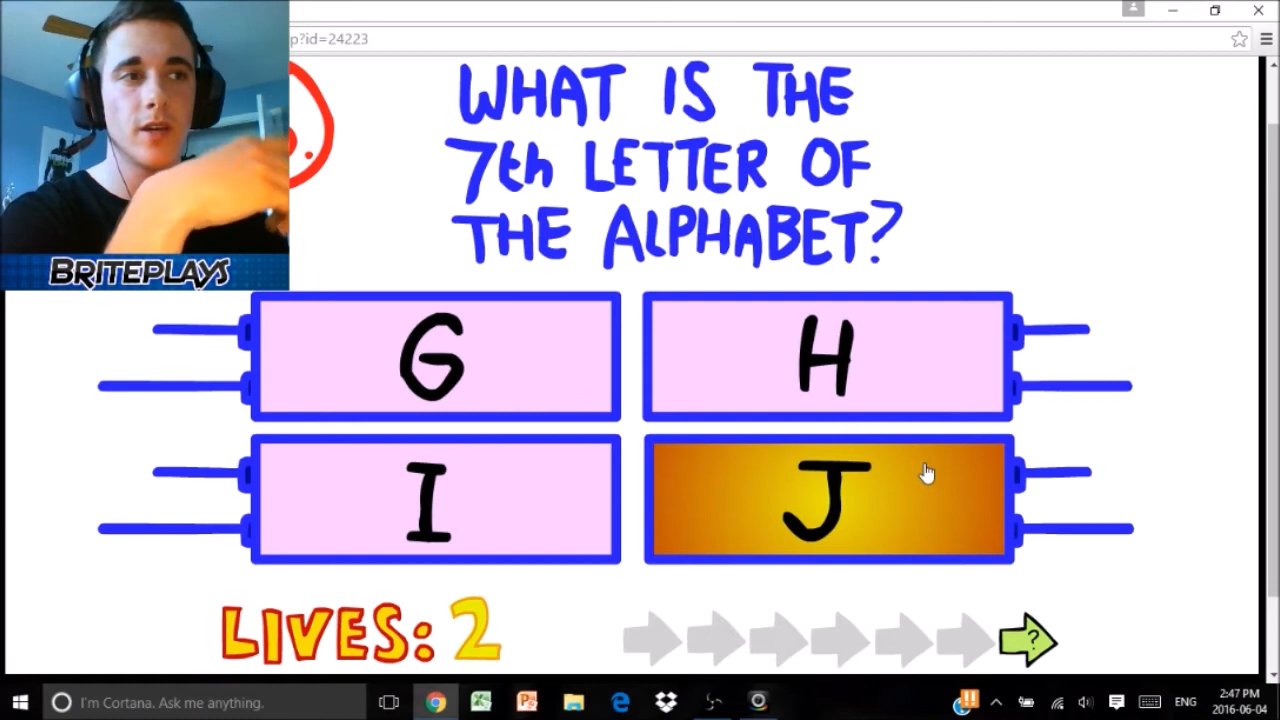 p?id=24223
WHAT IS THE
7th LETTER OF
THE ALPHABET?
BRITEPLAYS
G
H
I
J
LIVES: 2
?
I'm Cortana. Ask me anything.
ENG
2:47 PM
2016-06-04